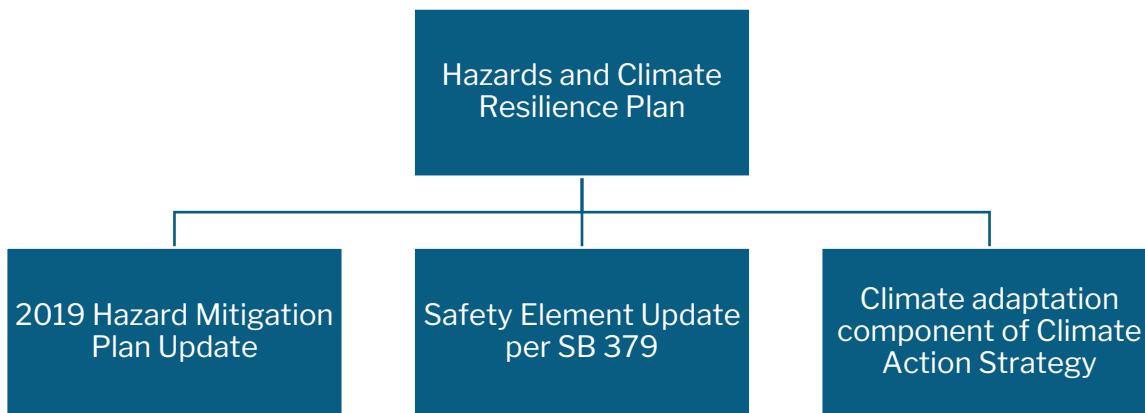 Hazards and Climate
Resilience Plan
2019 Hazard Mitigation
Plan Update
Safety Element Update
per SB 379
Climate adaptation
component of Climate
Action Strategy